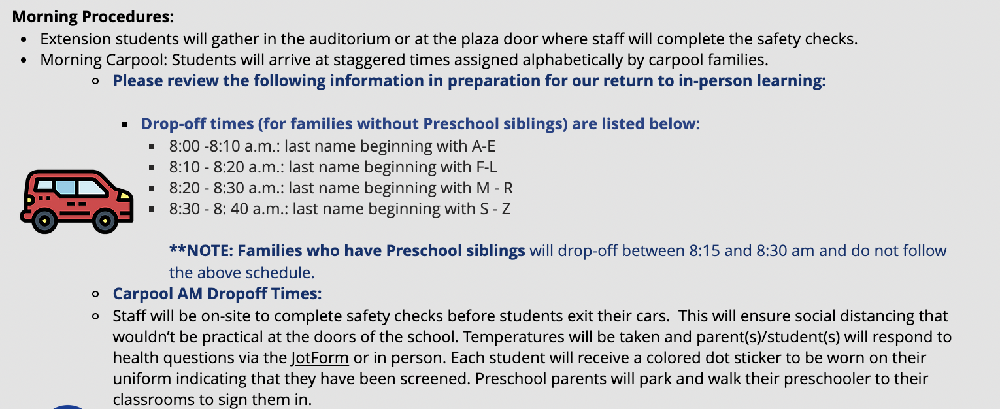 Morning Procedures:
• Extension students will gather in the auditorium or at the plaza door where staff will complete the safety checks.
• Morning Carpool: Students will arrive at staggered times assigned alphabetically by carpool families.
○ Please review the following information in preparation for our return to in-person learning:
▪ Drop-off times (for families without Preschool siblings) are listed below:
▪ 8:00 -8:10 a.m.: last name beginning with A-E
▪ 8:10 - 8:20 a.m.: last name beginning with F-L
▪ 8:20 - 8:30 a.m.: last name beginning with M - R
▪ 8:30 - 8: 40 a.m.: last name beginning with S - Z
**NOTE: Families who have Preschool siblings will drop-off between 8:15 and 8:30 am and do not follow
the above schedule.
○ Carpool AM Dropoff Times:
○ Staff will be on-site to complete safety checks before students exit their cars.  This will ensure social distancing that
wouldn't be practical at the doors of the school. Temperatures will be taken and parent(s)/student(s) will respond to
health questions via the JotForm or in person. Each student will receive a colored dot sticker to be worn on their
uniform indicating that they have been screened. Preschool parents will park and walk their preschooler to their
classrooms to sign them in.